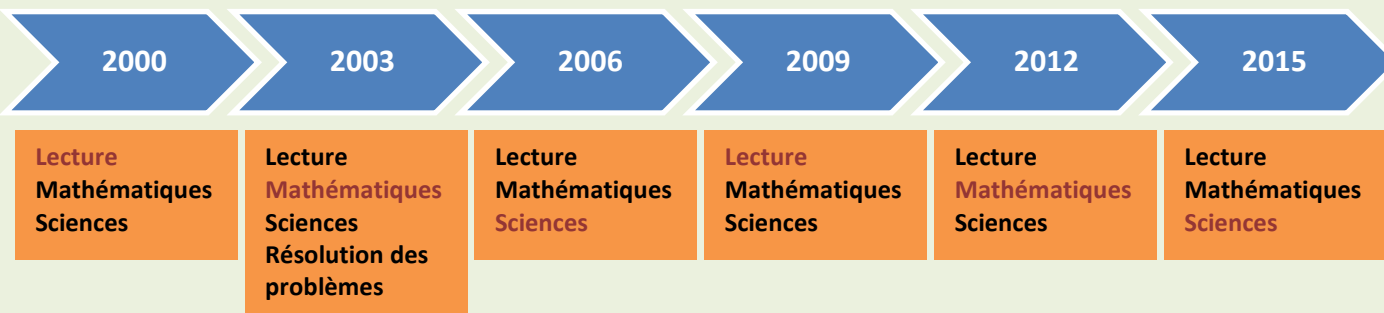 2000
2003
2006
2009
2012
2015
Lecture
Mathématiques
Sciences
Lecture
Mathématiques
Sciences
Résolution des
problèmes
Lecture
Mathématiques
Sciences
Lecture
Mathématiques
Sciences
Lecture
Mathématiques
Sciences
Lecture
Mathématiques
Sciences